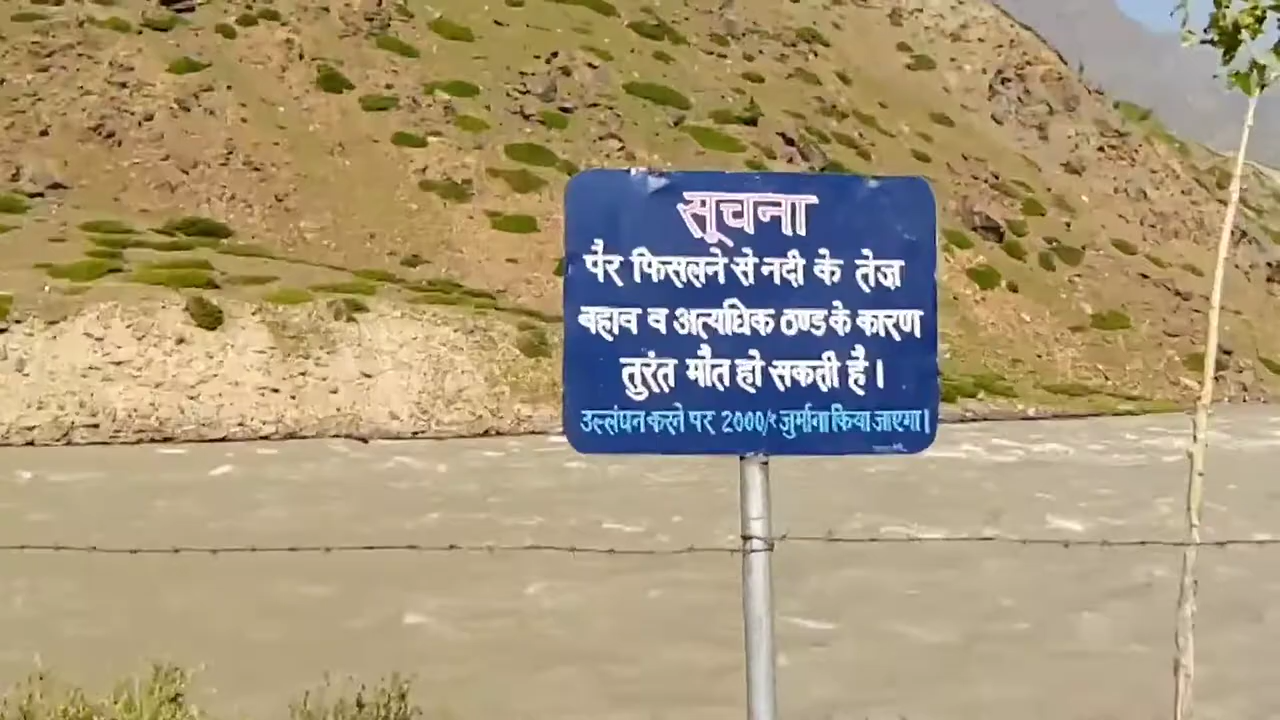 सूचना
पैर फिसलने से नदी के तेज़
बहाव व अत्यधिक ठण्ड के कारण
तुरंत मौत हो सकती है।
उल्लंघन करने पर 2000/र जुर्माना किया जाएगा।